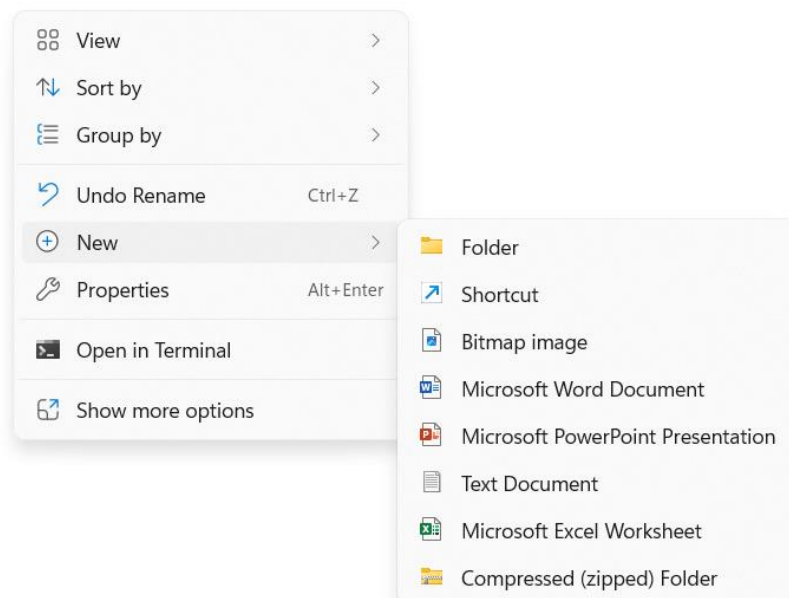 View
Sort by
Group by
Undo Rename Ctrl+Z
New
Properties Alt+Enter
Open in Terminal
Show more options
Folder
Shortcut
Bitmap image
Microsoft Word Document
Microsoft PowerPoint Presentation
Text Document
Microsoft Excel Worksheet
Compressed (zipped) Folder